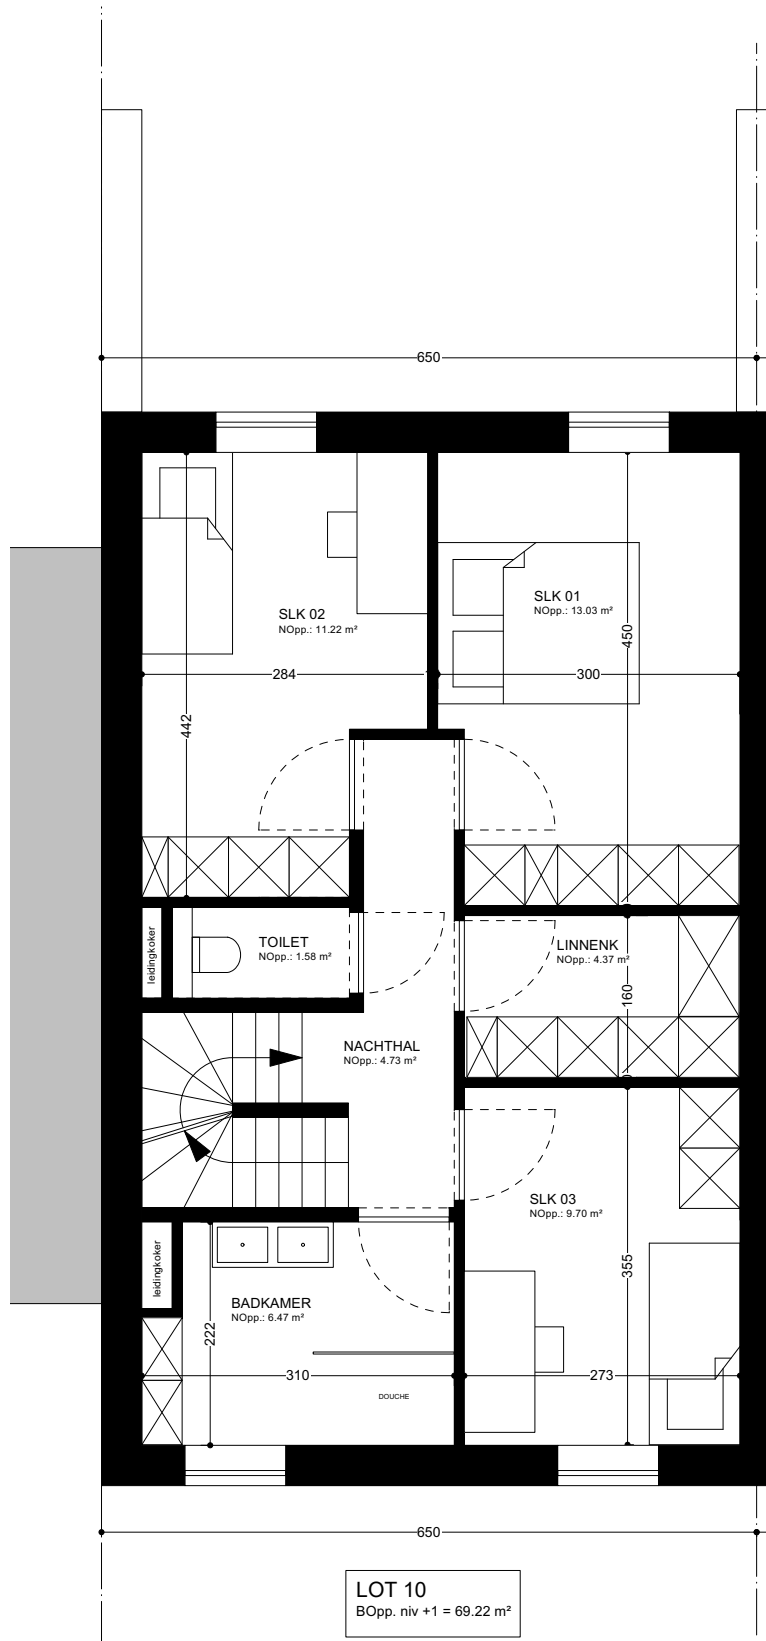 650
SLK 02
NOpp.: 11.22 m²
SLK 01
NOpp.: 13.03 m²
450
284
300
442
leidingkoker
TOILET
NOpp.: 1.58 m²
LINNENK
NOpp.: 4.37 m²
160
NACHTHAL
NOpp.: 4.73 m²
SLK 03
NOpp.: 9.70 m²
leidingkoker
BADKAMER
NOpp.: 6.47 m²
222
355
310
273
DOUCHE
650
LOT 10
BOpp. niv +1 = 69.22 m²